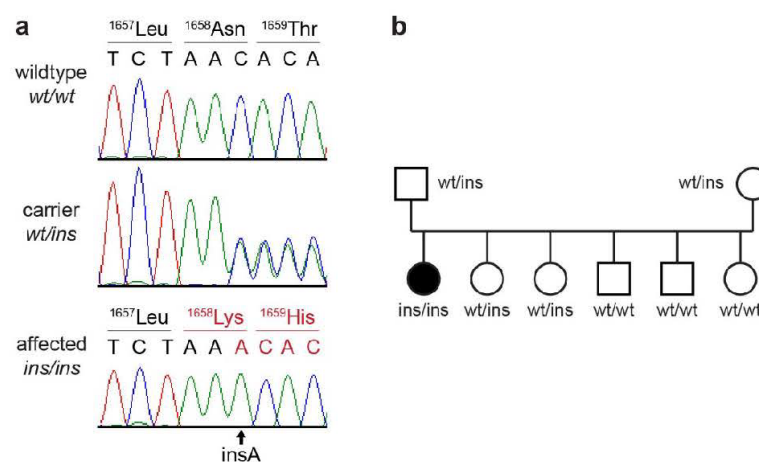 a
¹⁶⁵⁷Leu ¹⁶⁵⁸Asn ¹⁶⁵⁹Thr
T C T A A C A C A
wildtype
wt/wt
carrier
wt/ins
¹⁶⁵⁷Leu ¹⁶⁵⁸Lys ¹⁶⁵⁹His
T C T A A A C A C
affected
ins/ins
insA
b
wt/ins wt/ins
ins/ins wt/ins wt/ins wt/wt wt/wt wt/wt